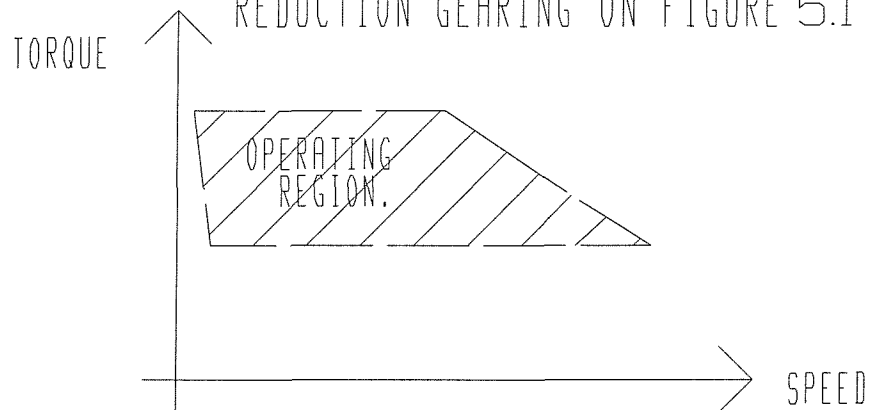 REDUCTION GEARING ON FIGURE 5.1
TORQUE
OPERATING
REGION.
SPEED